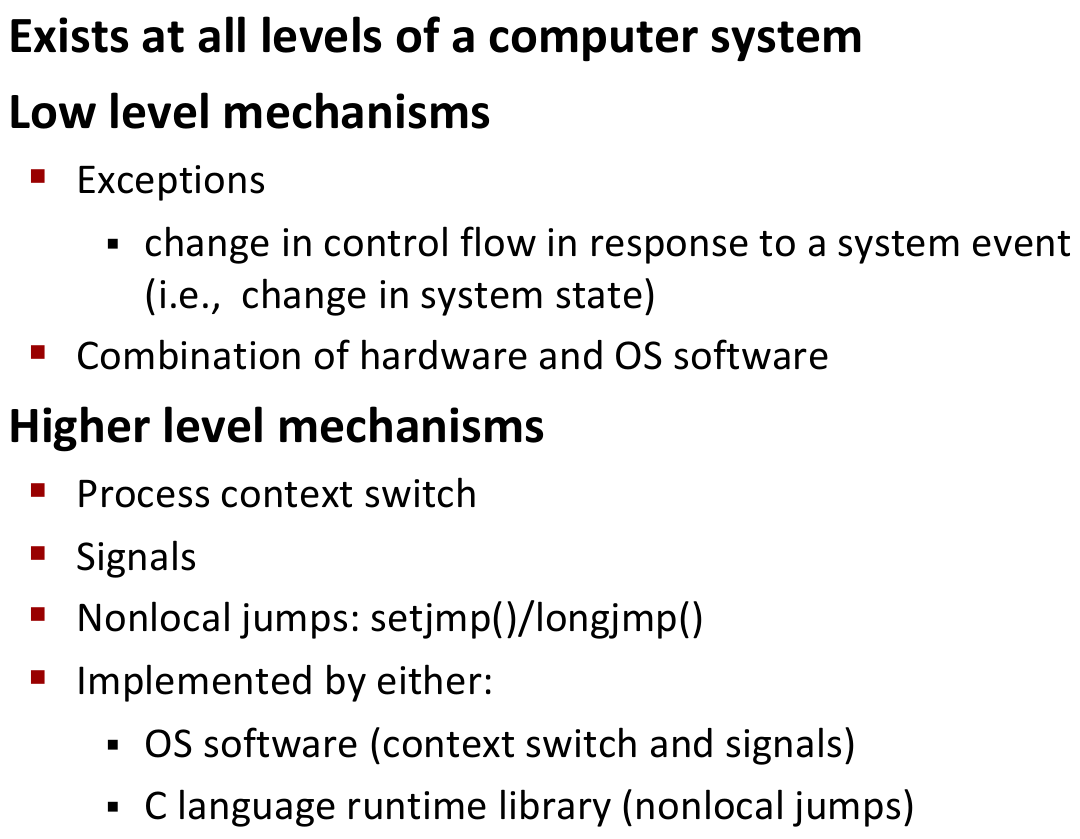 Exists at all levels of a computer system
Low level mechanisms
▪ Exceptions
▪ change in control flow in response to a system event
(i.e.,  change in system state)
▪ Combination of hardware and OS software
Higher level mechanisms
▪ Process context switch
▪ Signals
▪ Nonlocal jumps: setjmp()/longjmp()
▪ Implemented by either:
▪ OS software (context switch and signals)
▪ C language runtime library (nonlocal jumps)